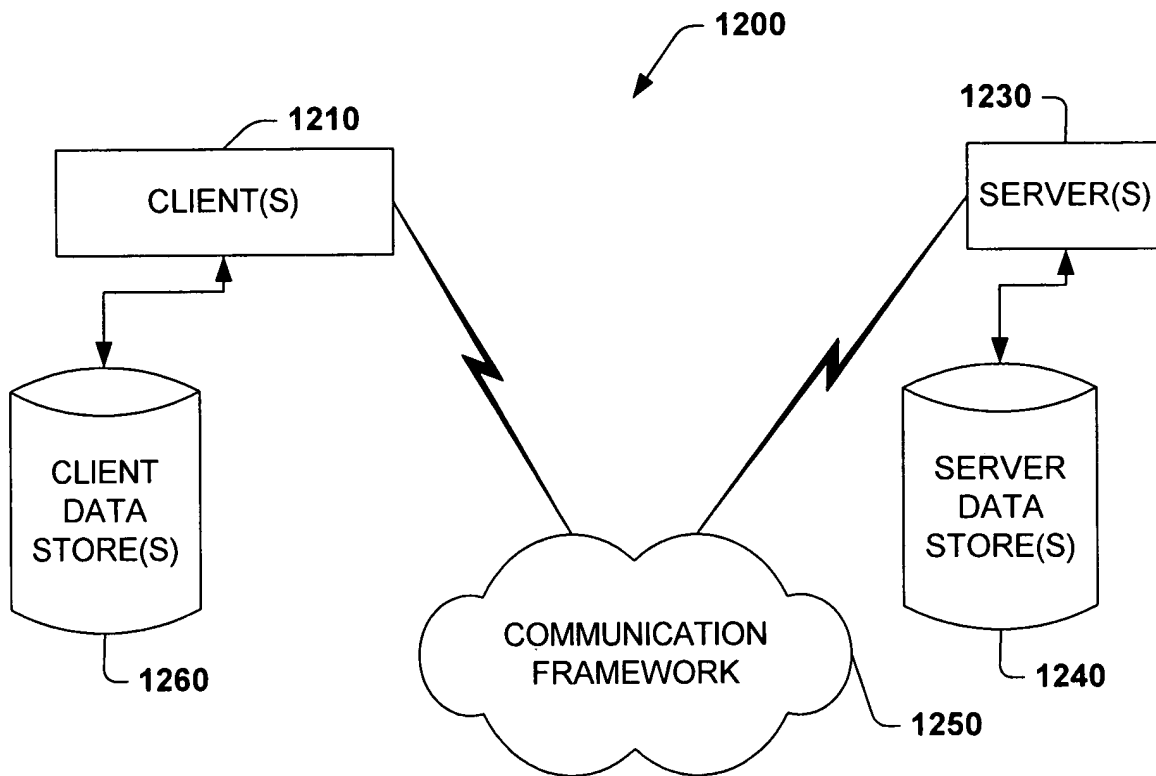 1200
1210
1230
CLIENT(S)
SERVER(S)
CLIENT
DATA
STORE(S)
SERVER
DATA
STORE(S)
COMMUNICATION
FRAMEWORK
1260
1240
1250